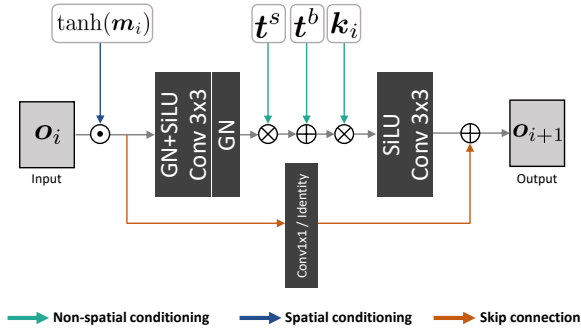 tanh(m_i)
t^s
t^b
k_i
o_i
Input
GN+SiLU
Conv 3x3
GN
SiLU
Conv 3x3
o_{i+1}
Output
Conv1x1 / Identity
Non-spatial conditioning
Spatial conditioning
Skip connection